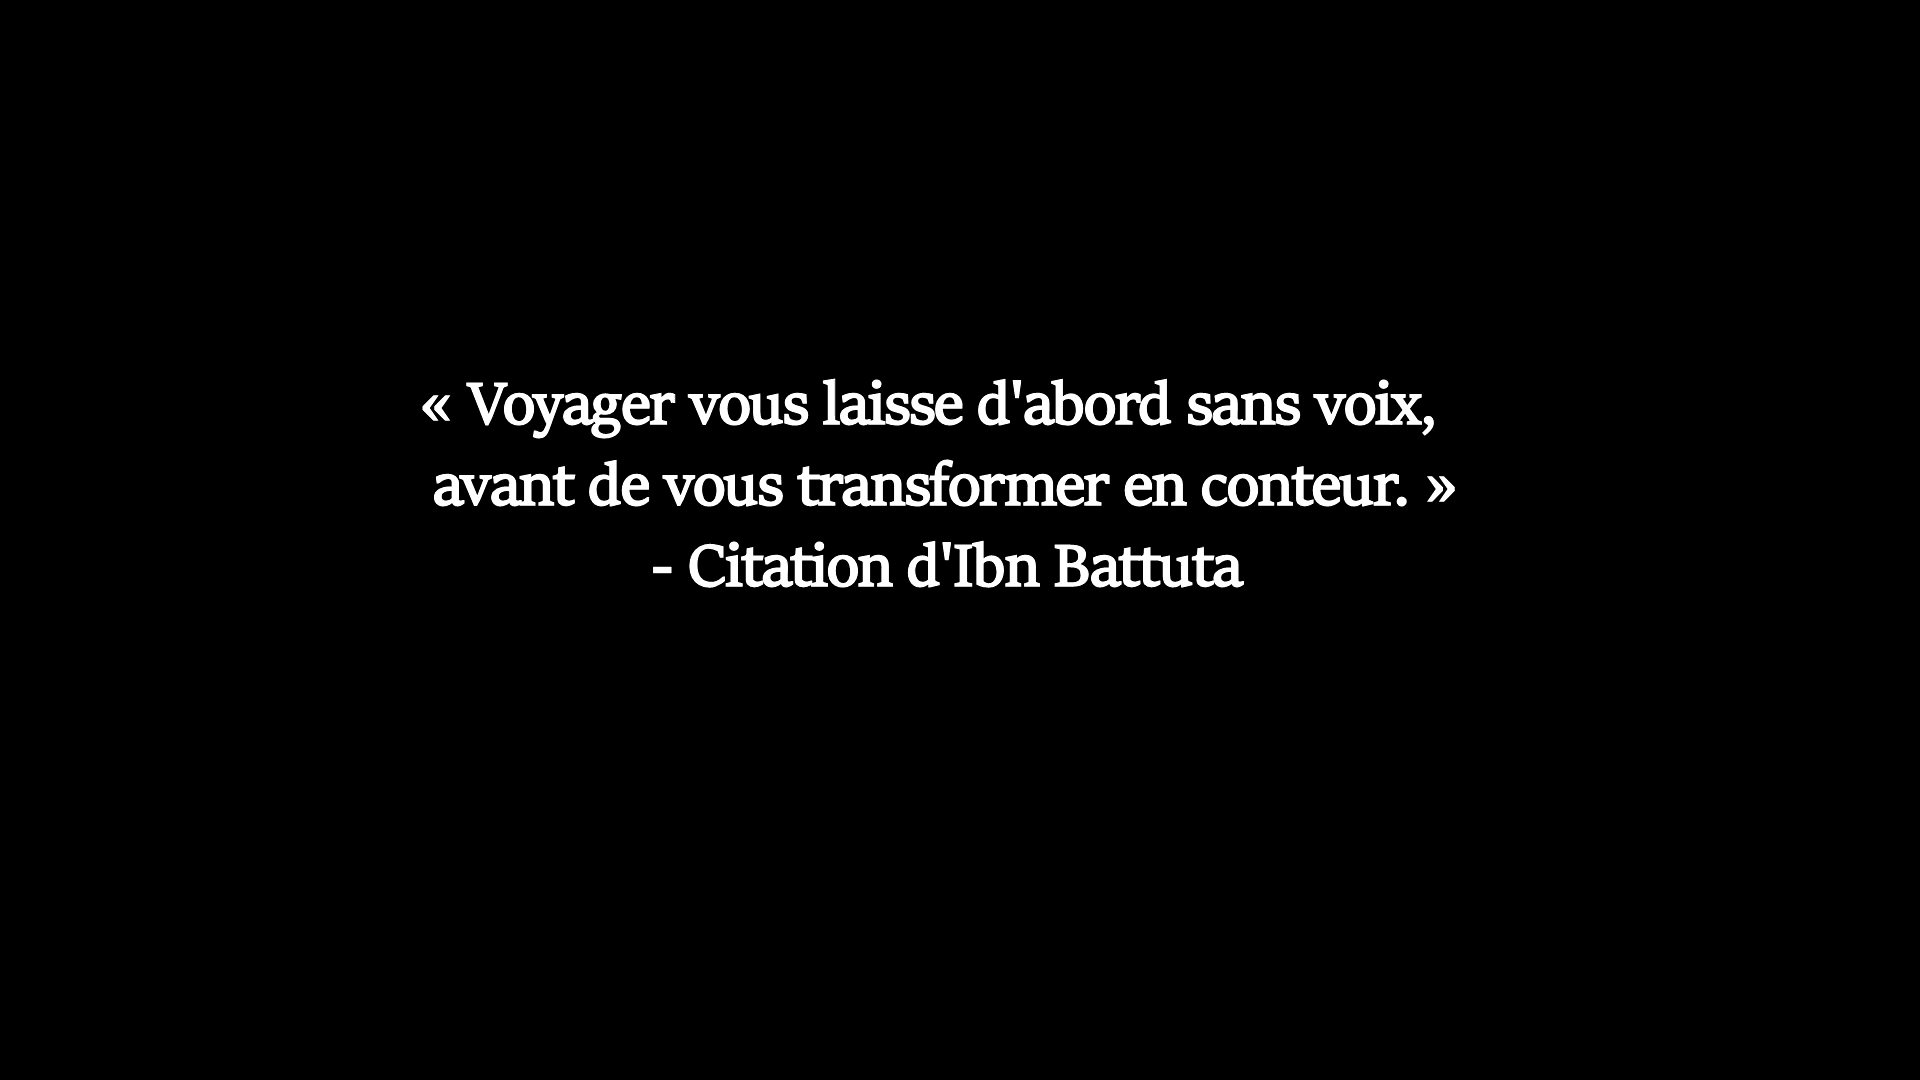 « Voyager vous laisse d'abord sans voix,
avant de vous transformer en conteur. »
- Citation d'Ibn Battuta